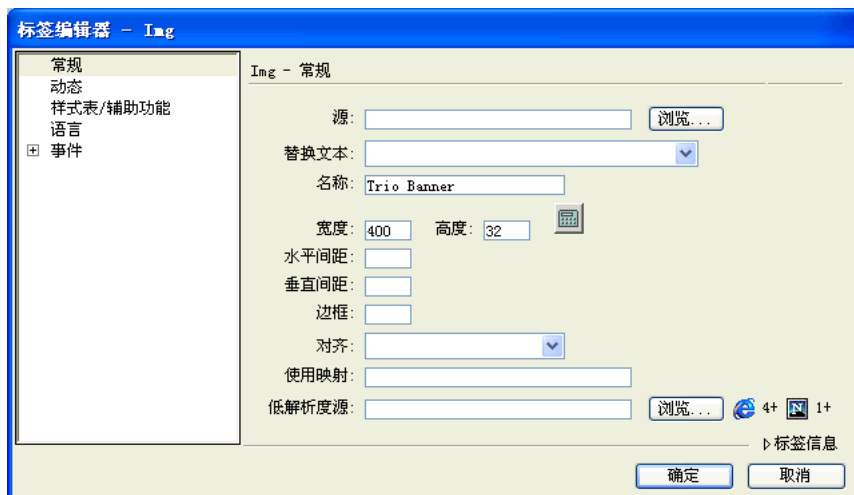 标签编辑器 - Img
常规
动态
样式表/辅助功能
语言
事件
Img - 常规
源: 浏览...
替换文本:
名称: Trio Banner
宽度: 400 高度: 32
水平间距:
垂直间距:
边框:
对齐:
使用映射:
低解析度源: 浏览... 4+ N 1+
标签信息
确定 取消